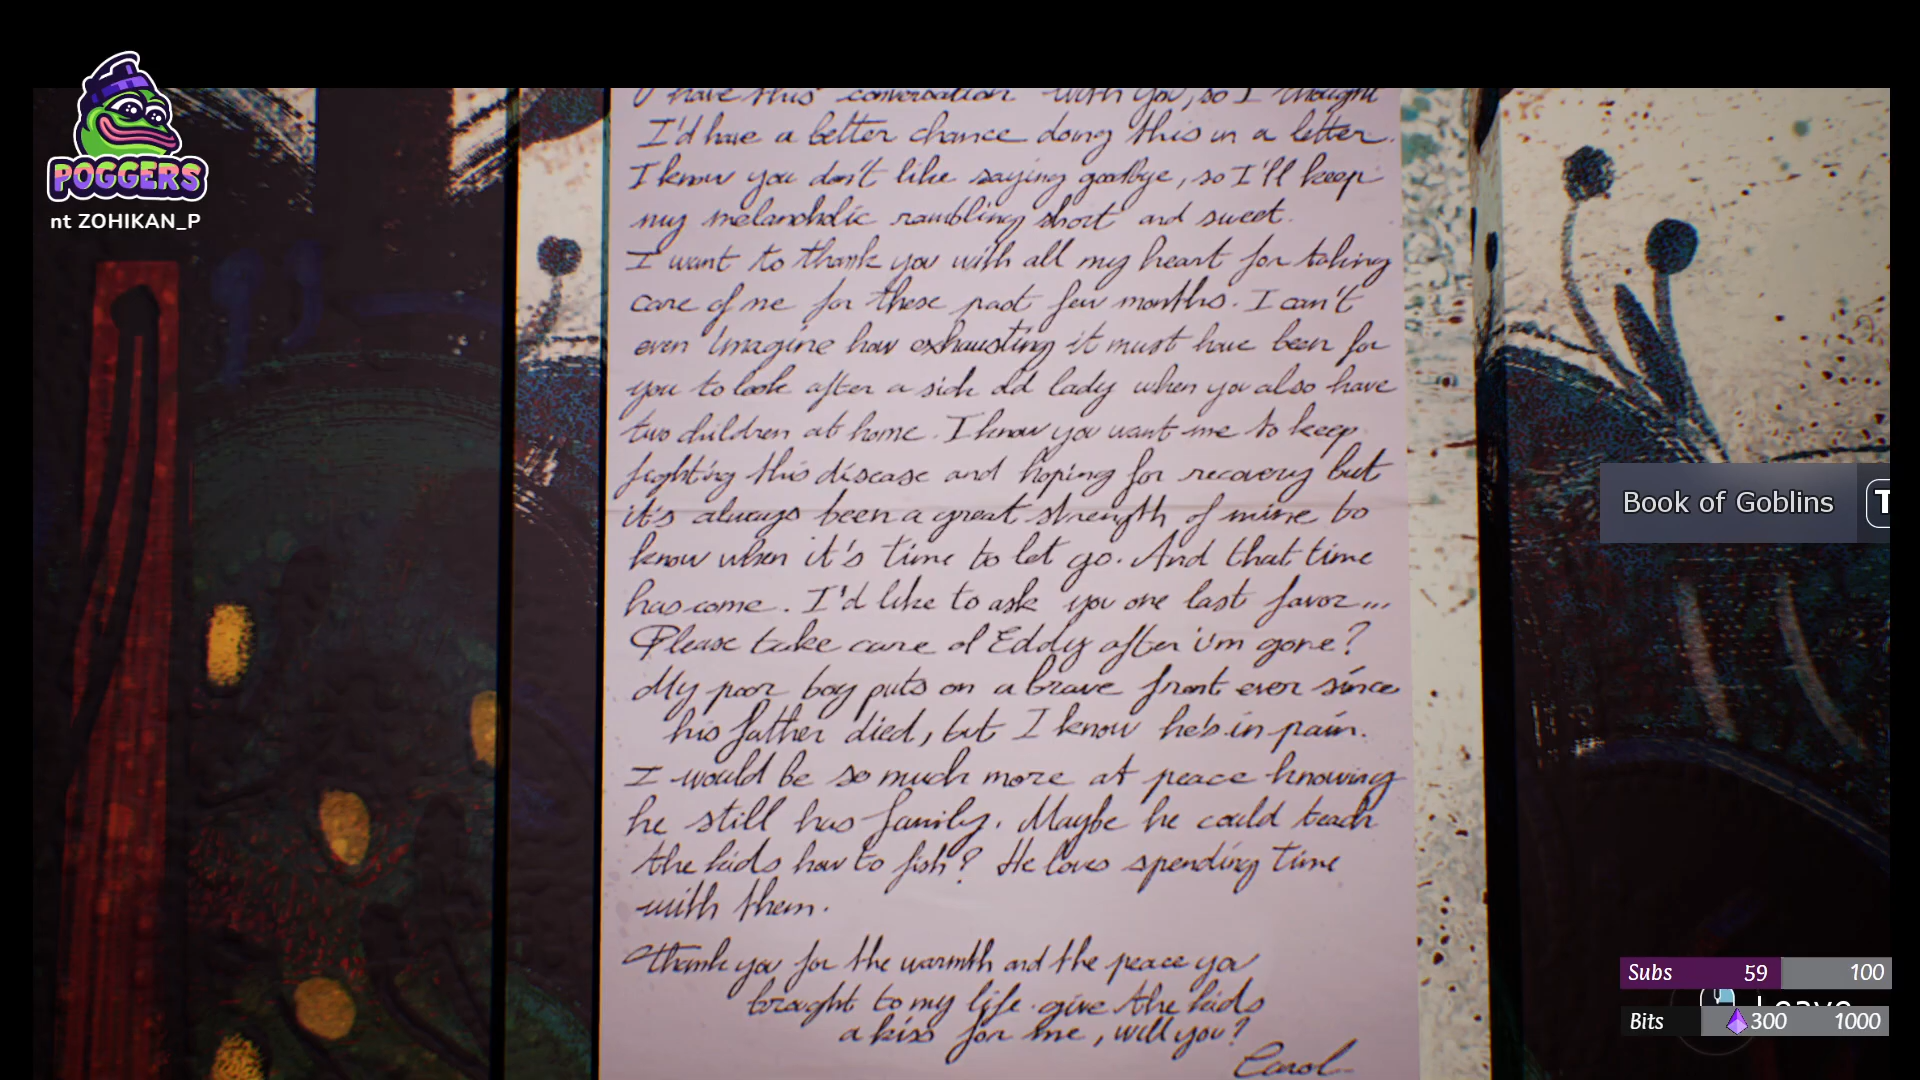 POGGERS
nt ZOHIKAN_P
have this conversation with you, so I thought
I'd have a better chance doing this in a letter.
I know you don't like saying goodbye, so I'll keep
my melanoholic rambling short and sweet.
I want to thank you with all my heart for taking
care of me for these past few months. I can't
even imagine how exhausting it must have been for
you to look after a sick old lady when you also have
two children at home. I know you want me to keep
fighting this disease and hoping for recovery but
it's always been a great strength of mine to
know when it's time to let go. And that time
has come. I'd like to ask you one last favor...
Please take care of Eddy after i'm gone?
My poor boy puts on a brave front ever since
his father died, but I know he's in pain.
I would be so much more at peace knowing
he still has family. Maybe he could teach
the kids how to fish? He loves spending time
with them.
Thank you for the warmth and the peace you
brought to my life. give the kids
a kiss for me, will you?
Carol
Book of Goblins
T
Subs 59 100
Leave
Bits 300 1000